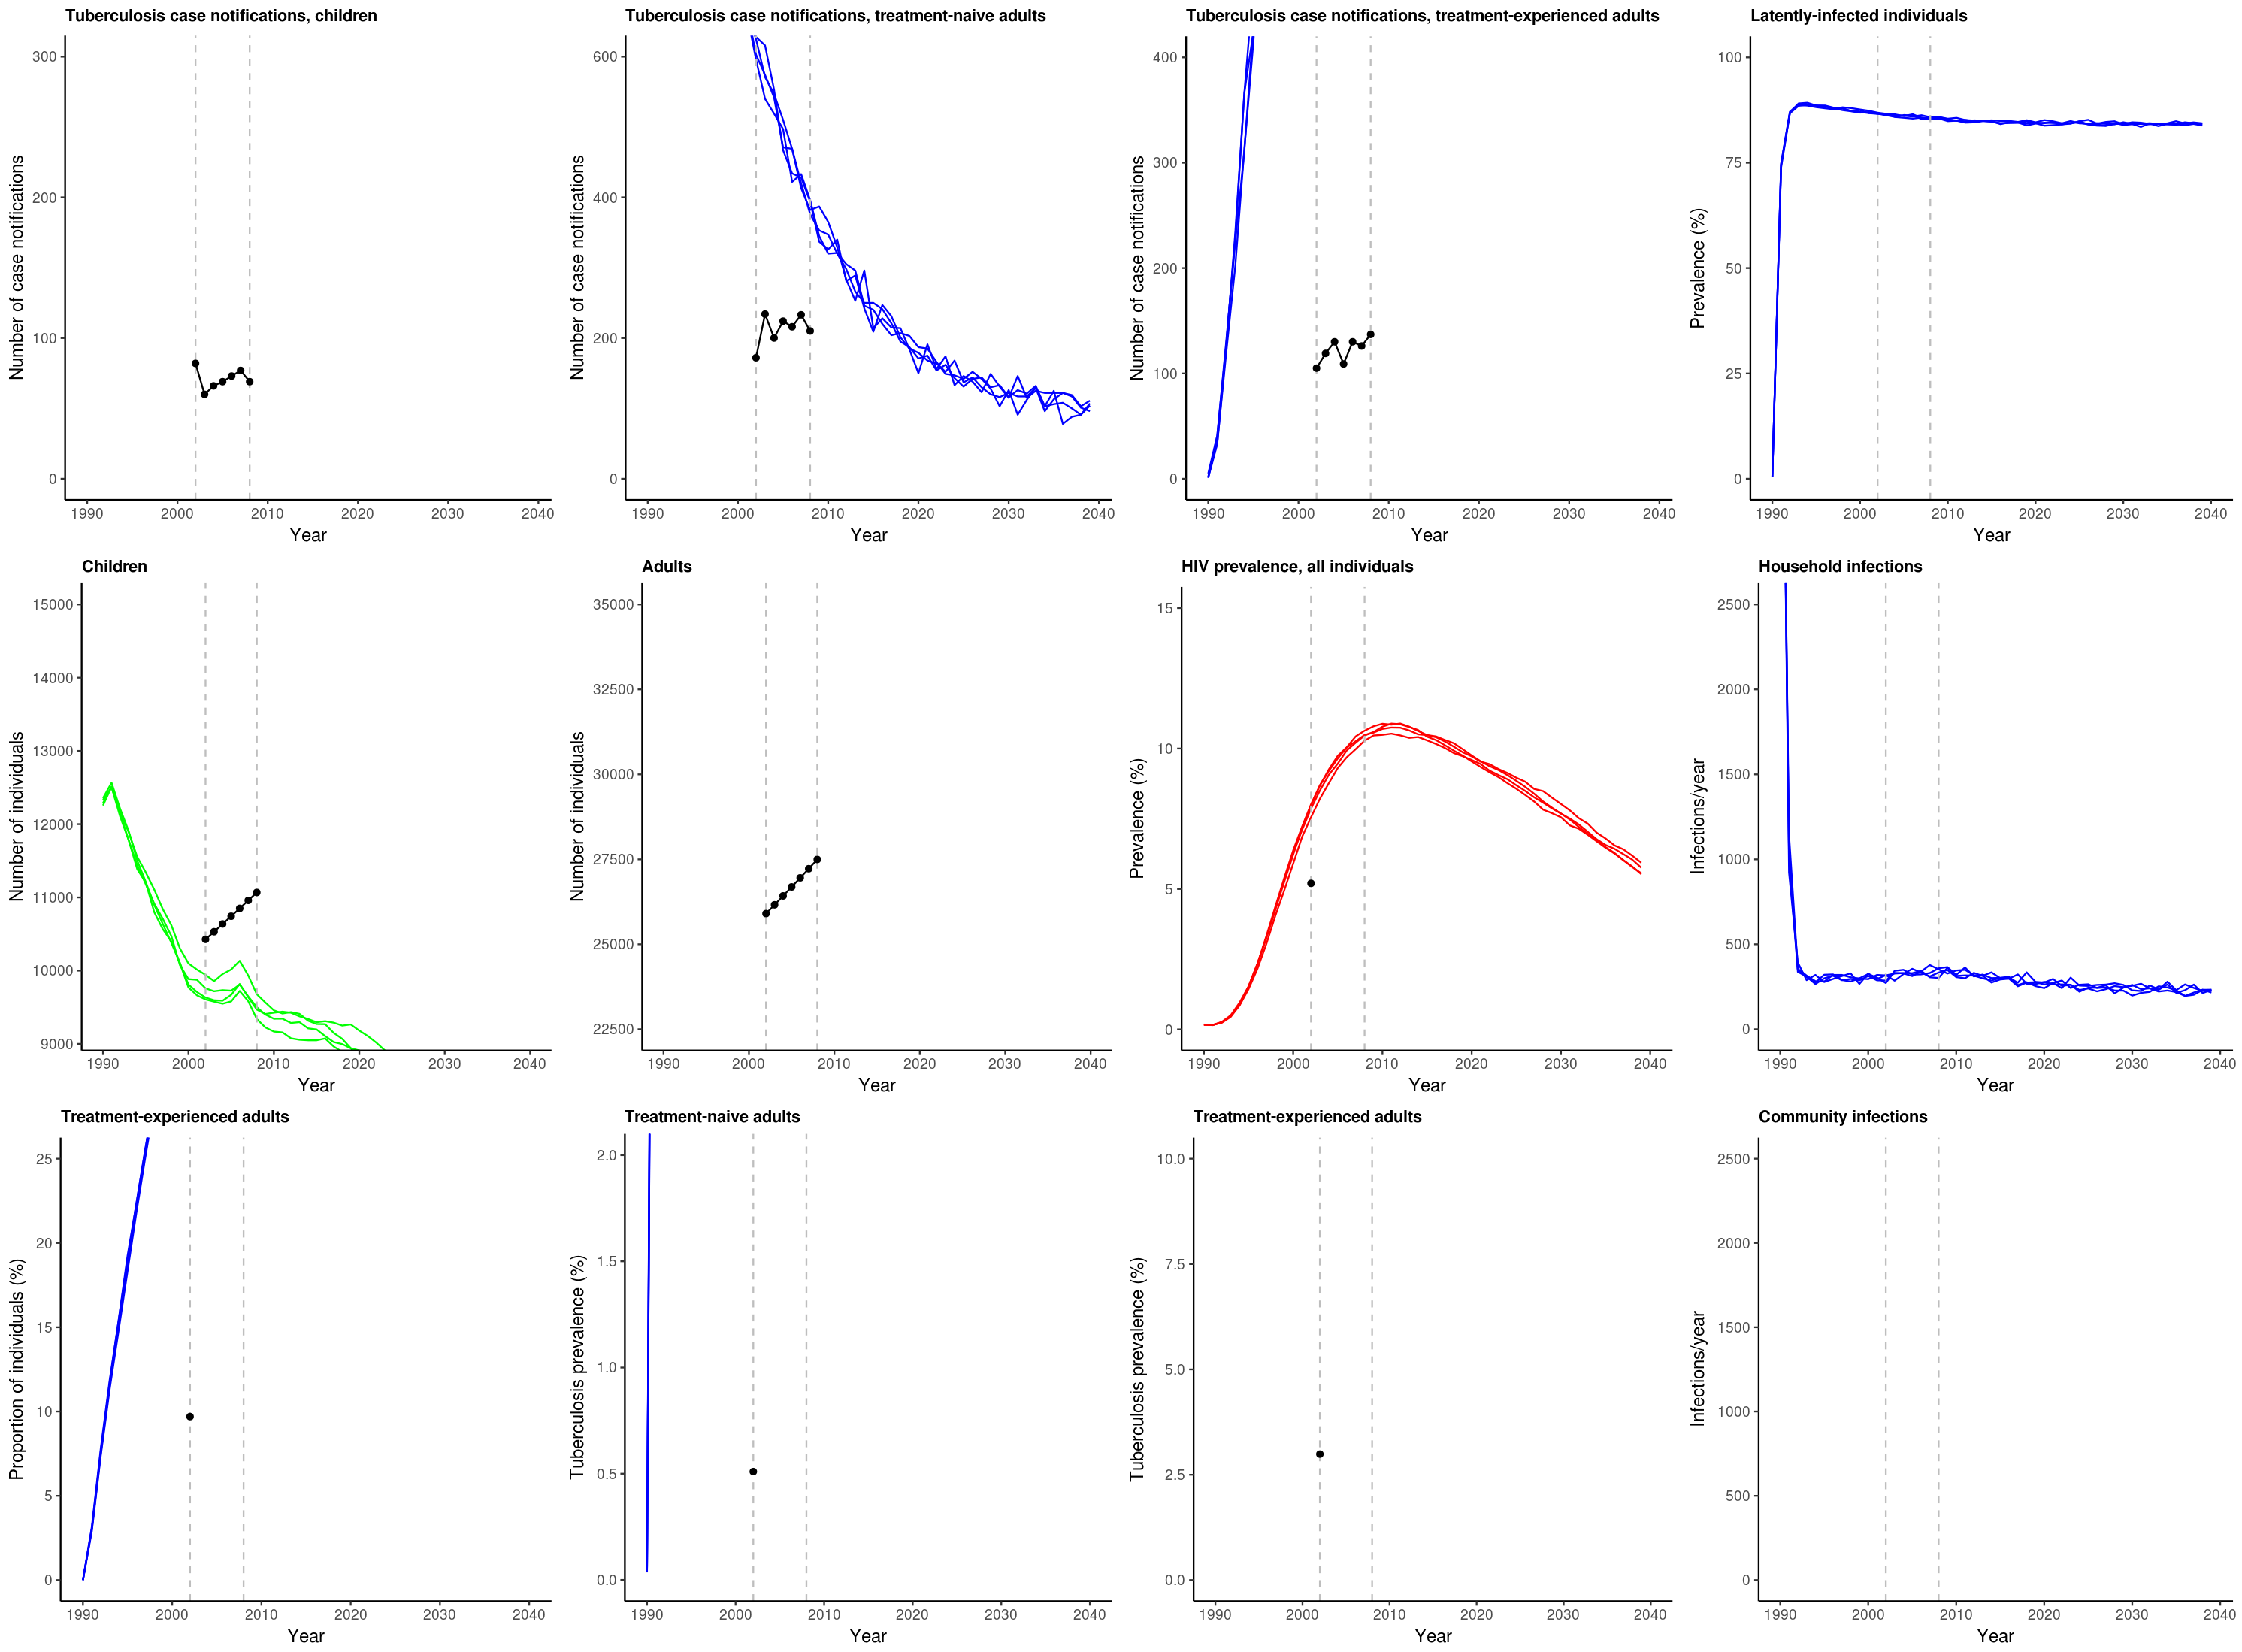 Tuberculosis case notifications, children
Number of case notifications
300
200
100
0
1990 2000 2010 2020 2030 2040
Year
Tuberculosis case notifications, treatment-naive adults
Number of case notifications
600
400
200
0
1990 2000 2010 2020 2030 2040
Year
Tuberculosis case notifications, treatment-experienced adults
Number of case notifications
400
300
200
100
0
1990 2000 2010 2020 2030 2040
Year
Latently-infected individuals
Prevalence (%)
100
75
50
25
0
1990 2000 2010 2020 2030 2040
Year
Children
Number of individuals
15000
14000
13000
12000
11000
10000
9000
1990 2000 2010 2020 2030 2040
Year
Adults
Number of individuals
35000
32500
30000
27500
25000
22500
1990 2000 2010 2020 2030 2040
Year
HIV prevalence, all individuals
Prevalence (%)
15
10
5
0
1990 2000 2010 2020 2030 2040
Year
Household infections
Infections/year
2500
2000
1500
1000
500
0
1990 2000 2010 2020 2030 2040
Year
Treatment-experienced adults
Proportion of individuals (%)
25
20
15
10
5
0
1990 2000 2010 2020 2030 2040
Year
Treatment-naive adults
Tuberculosis prevalence (%)
2.0
1.5
1.0
0.5
0.0
1990 2000 2010 2020 2030 2040
Year
Treatment-experienced adults
Tuberculosis prevalence (%)
10.0
7.5
5.0
2.5
0.0
1990 2000 2010 2020 2030 2040
Year
Community infections
Infections/year
2500
2000
1500
1000
500
0
1990 2000 2010 2020 2030 2040
Year